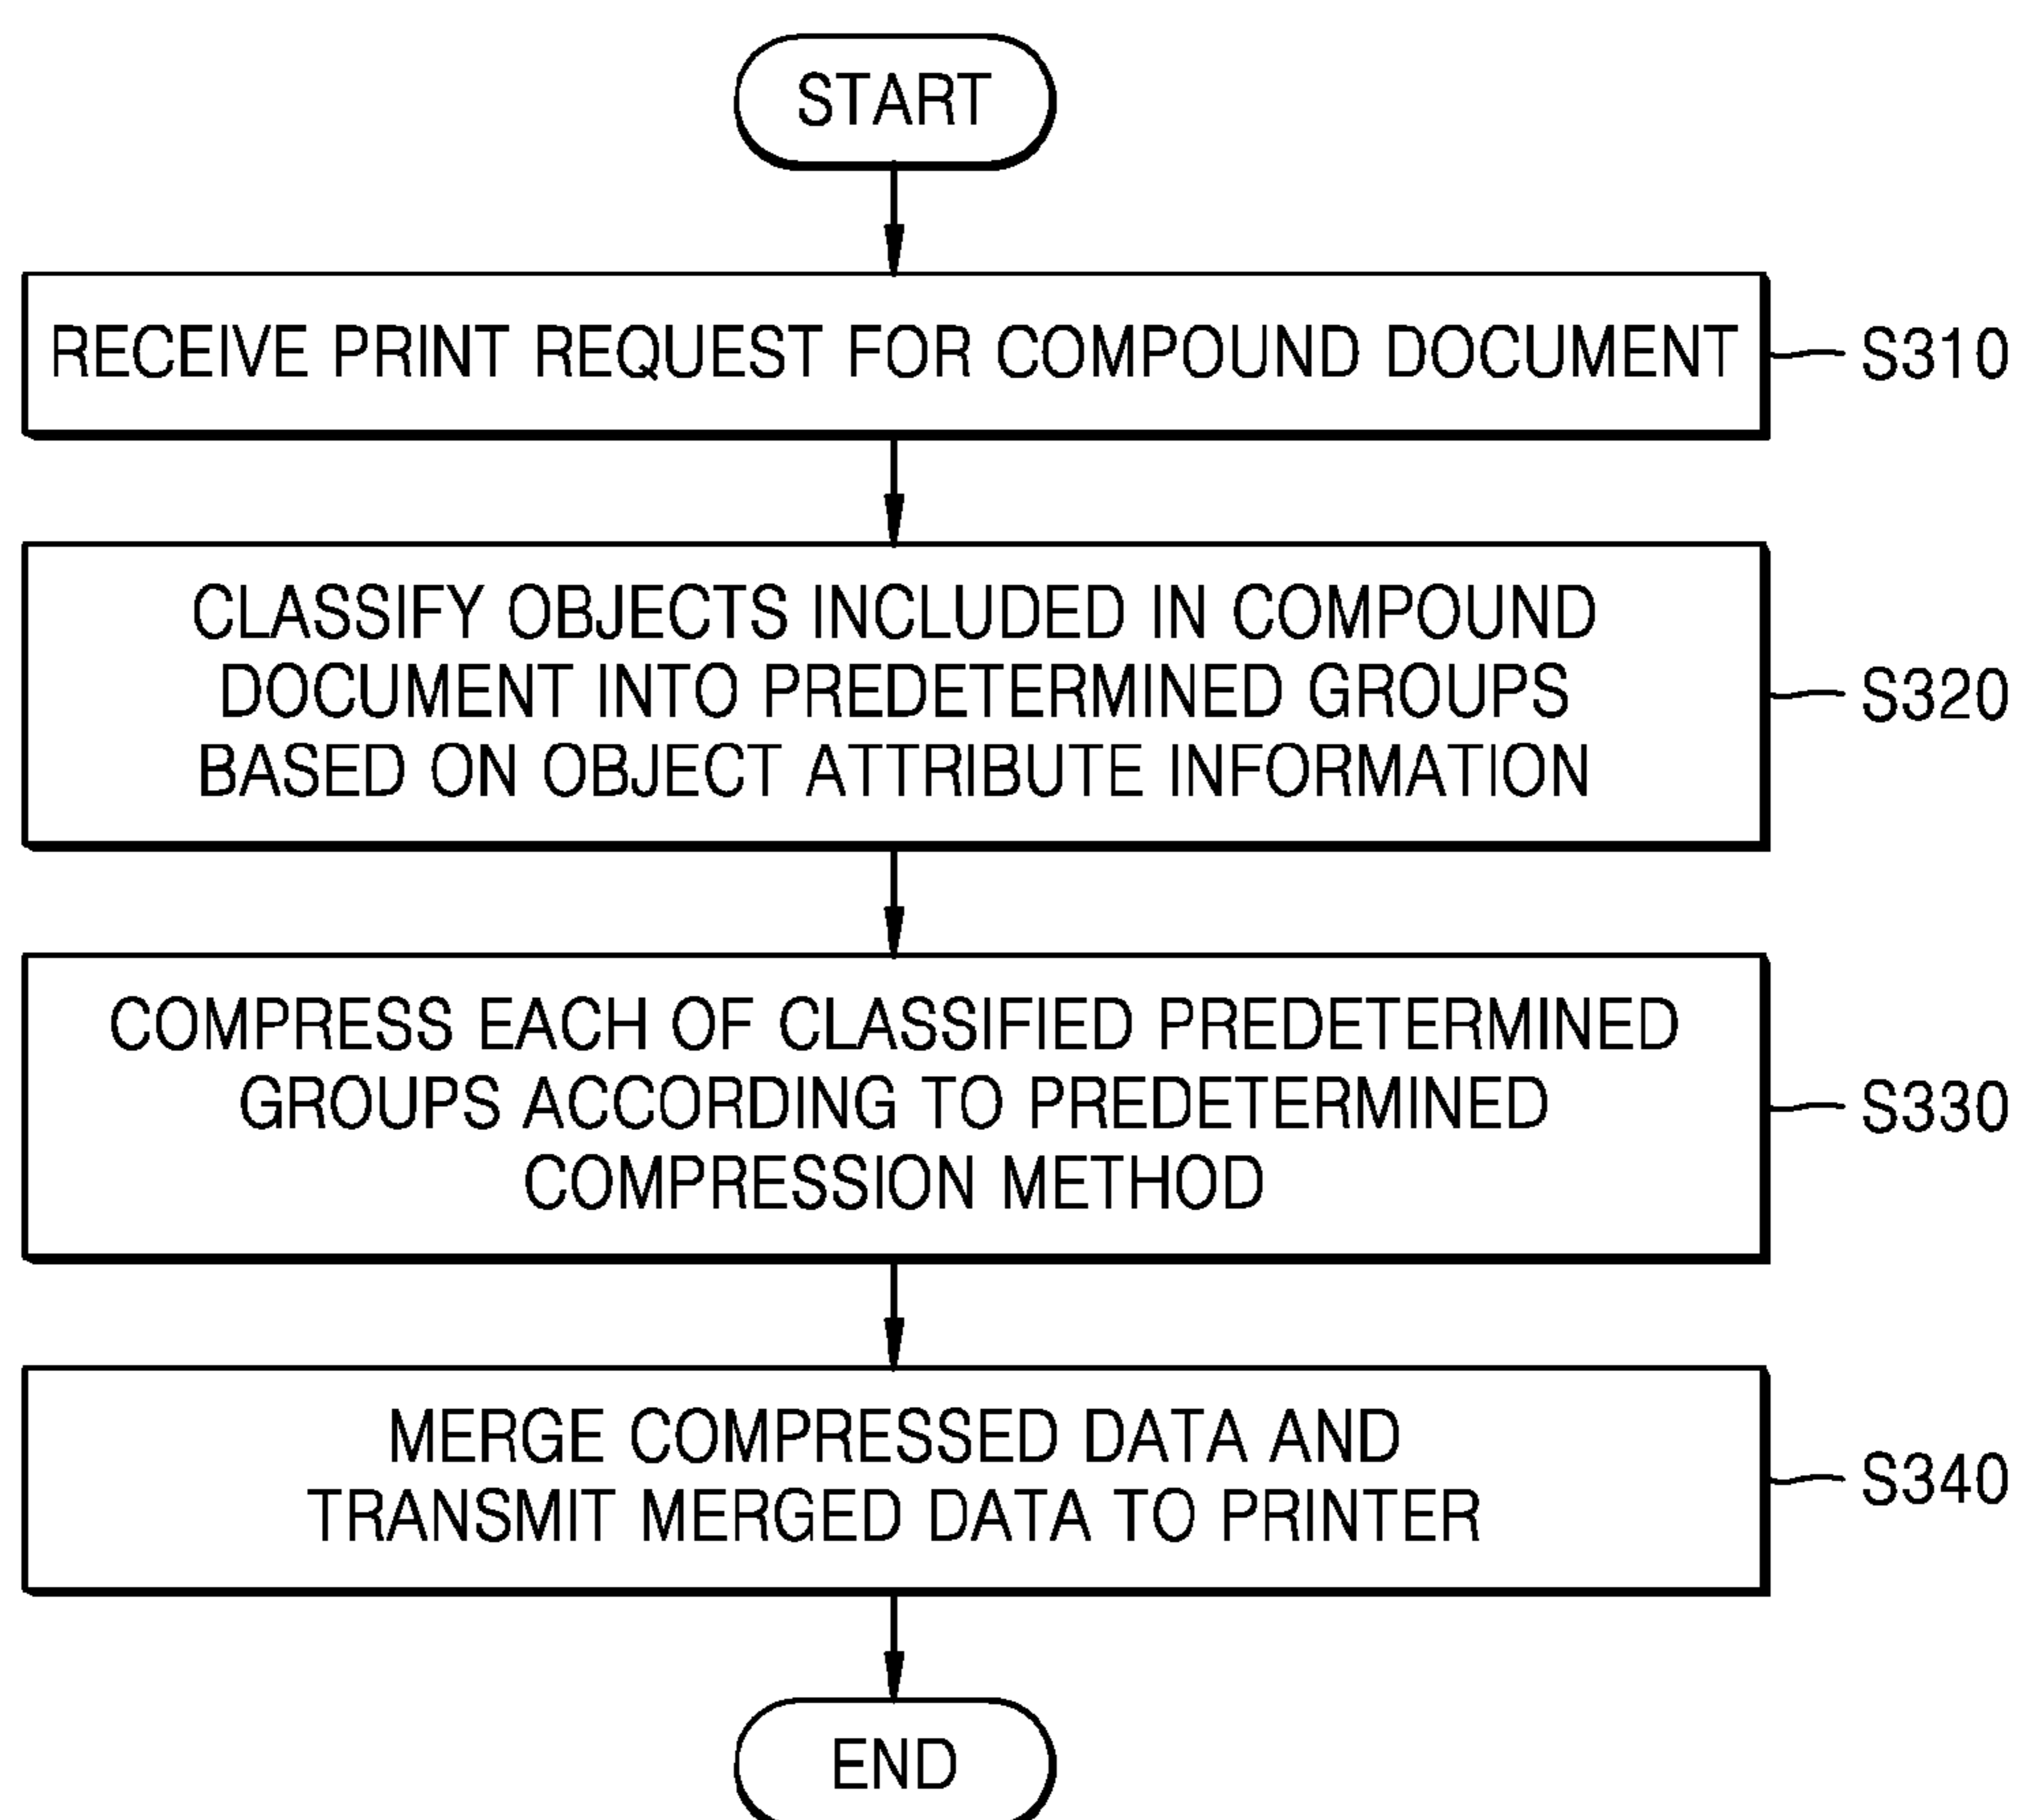 START
RECEIVE PRINT REQUEST FOR COMPOUND DOCUMENT
S310
CLASSIFY OBJECTS INCLUDED IN COMPOUND
DOCUMENT INTO PREDETERMINED GROUPS
BASED ON OBJECT ATTRIBUTE INFORMATION
S320
COMPRESS EACH OF CLASSIFIED PREDETERMINED
GROUPS ACCORDING TO PREDETERMINED
COMPRESSION METHOD
S330
MERGE COMPRESSED DATA AND
TRANSMIT MERGED DATA TO PRINTER
S340
END